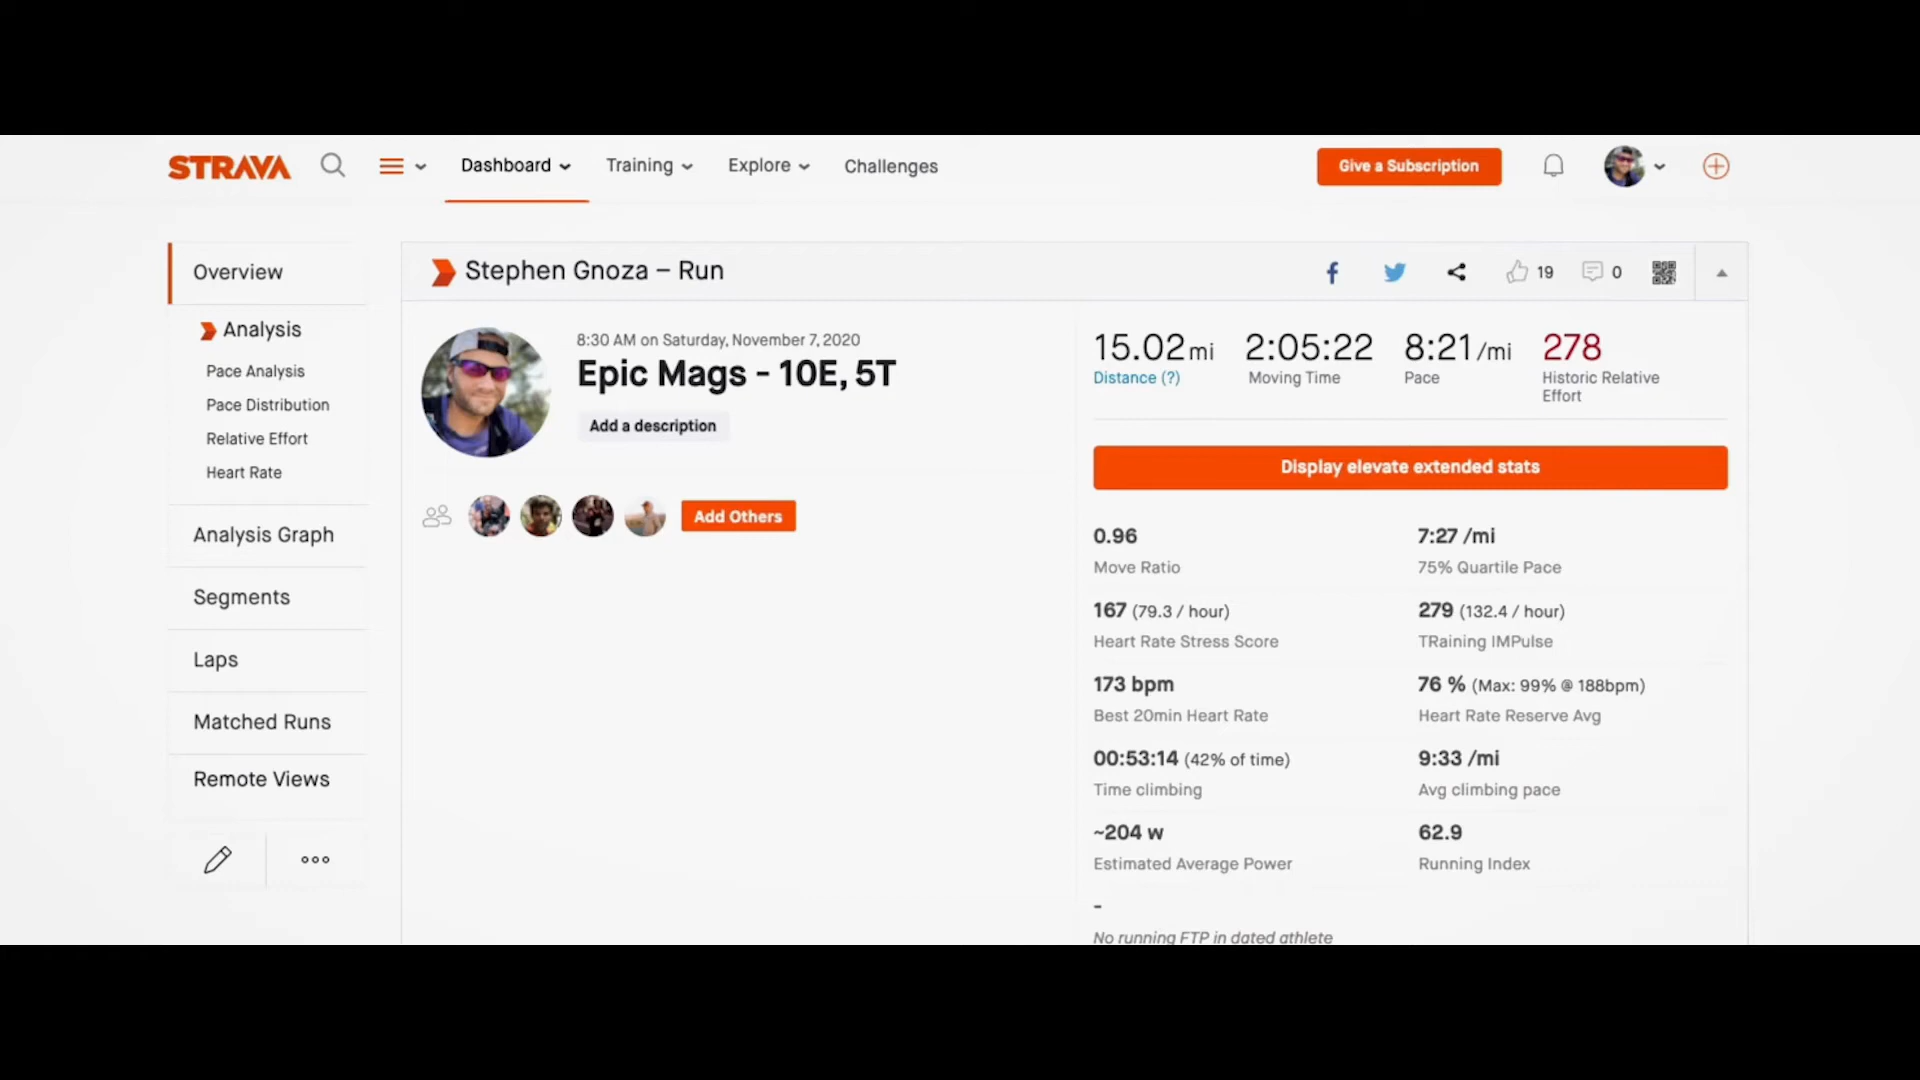 STRAVA
Dashboard
Training
Explore
Challenges
Give a Subscription
Overview
Analysis
Pace Analysis
Pace Distribution
Relative Effort
Heart Rate
Analysis Graph
Segments
Laps
Matched Runs
Remote Views
Stephen Gnoza – Run
19
0
8:30 AM on Saturday, November 7, 2020
Epic Mags - 10E, 5T
Add a description
Add Others
15.02 mi
Distance (?)
2:05:22
Moving Time
8:21 /mi
Pace
278
Historic Relative
Effort
Display elevate extended stats
0.96
Move Ratio
7:27 /mi
75% Quartile Pace
167 (79.3 / hour)
Heart Rate Stress Score
279 (132.4 / hour)
TRaining IMPulse
173 bpm
Best 20min Heart Rate
76 % (Max: 99% @ 188bpm)
Heart Rate Reserve Avg
00:53:14 (42% of time)
Time climbing
9:33 /mi
Avg climbing pace
~204 w
Estimated Average Power
62.9
Running Index
-
No running FTP in dated athlete